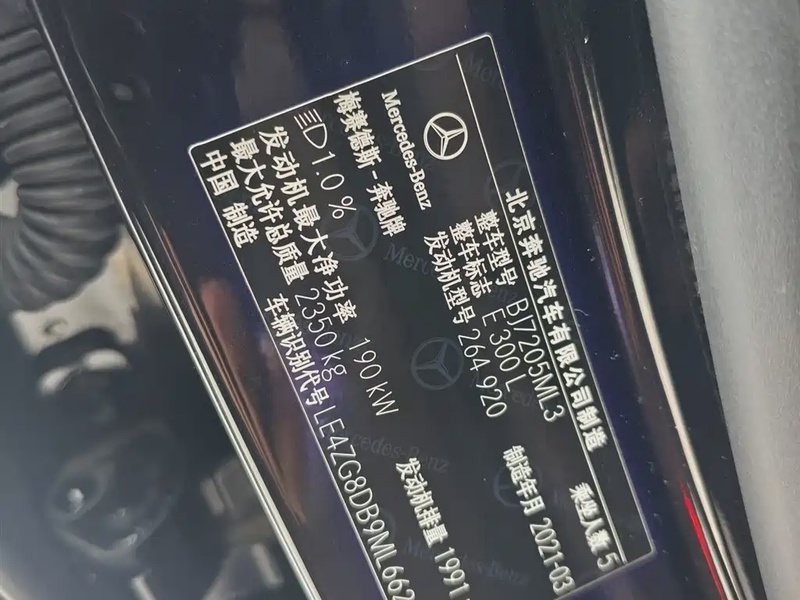 北京奔驰汽车有限公司制造
Mercedes-Benz 整车型号 BJ7205ML3 乘坐人数 5
整车标志 E 300 L
梅赛德斯-奔驰牌 发动机型号 264 920 制造年月 2021-03
1.0 %
发动机最大净功率 190 kW 发动机排量 1991
最大允许总质量 2350 kg
中国 制造 车辆识别代号 LE4ZG8DB9ML662